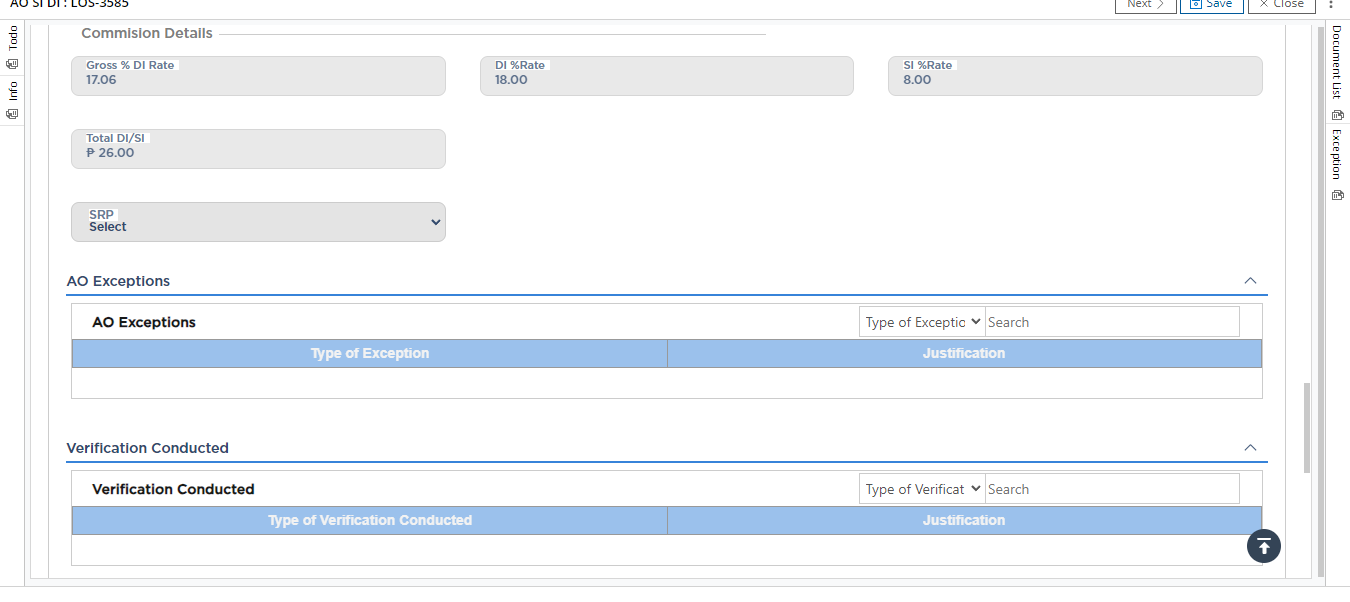 AO SI DI : LOS-3585
Next
Save
Close
Todo
Info
Document List
Exception
Commision Details
Gross % DI Rate
17.06
DI %Rate
18.00
SI %Rate
8.00
Total DI/SI
₱ 26.00
SRP
Select
AO Exceptions
AO Exceptions
Type of Exceptio
Search
Type of Exception
Justification
Verification Conducted
Verification Conducted
Type of Verificat
Search
Type of Verification Conducted
Justification